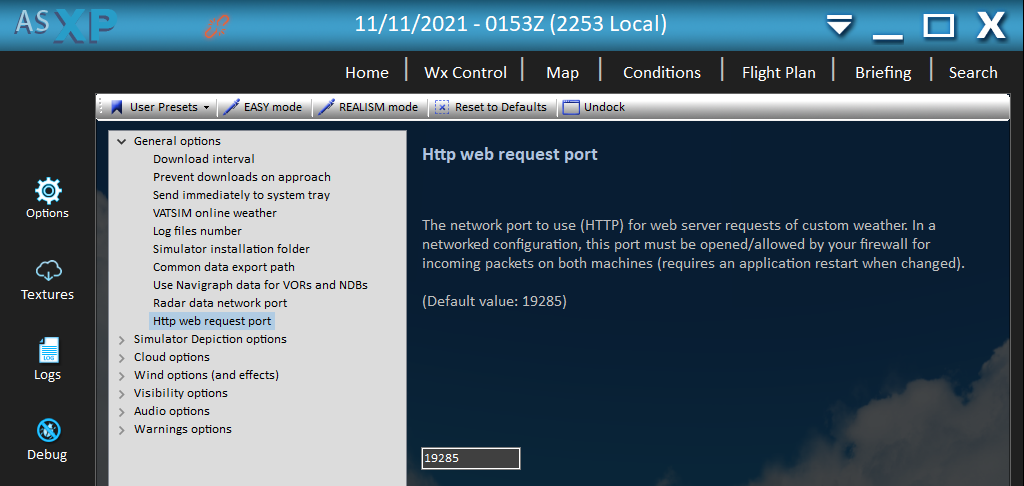 ASXP
11/11/2021 - 0153Z (2253 Local)
X
Home
Wx Control
Map
Conditions
Flight Plan
Briefing
Search
User Presets
EASY mode
REALISM mode
Reset to Defaults
Undock
Options
Textures
LOG
Logs
Debug
General options
Download interval
Prevent downloads on approach
Send immediately to system tray
VATSIM online weather
Log files number
Simulator installation folder
Common data export path
Use Navigraph data for VORs and NDBs
Radar data network port
Http web request port
Simulator Depiction options
Cloud options
Wind options (and effects)
Visibility options
Audio options
Warnings options
Http web request port
The network port to use (HTTP) for web server requests of custom weather. In a
networked configuration, this port must be opened/allowed by your firewall for
incoming packets on both machines (requires an application restart when changed).
(Default value: 19285)
19285